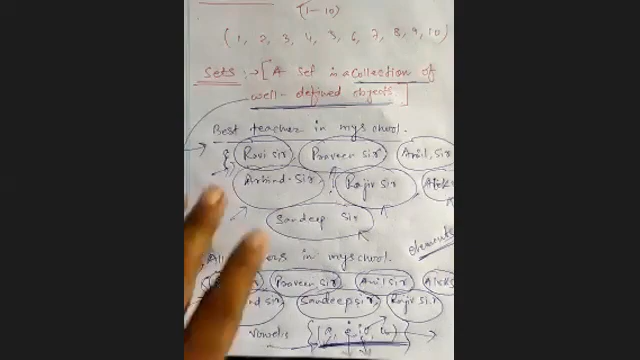 (1-10)
(1, 2, 3, 4, 5, 6, 7, 8, 9, 10)
Sets :→ [A set is a collection of
well-defined objects.]
Best teacher in my school.
{ Ravi sir Praveen sir Anil, Sir
Arbind-Sir Rajiv Sir
Sandeep Sir
elements
All in my school.
Praveen Sir Anil Sir
Sandeep sir Rajiv Sir
vowels